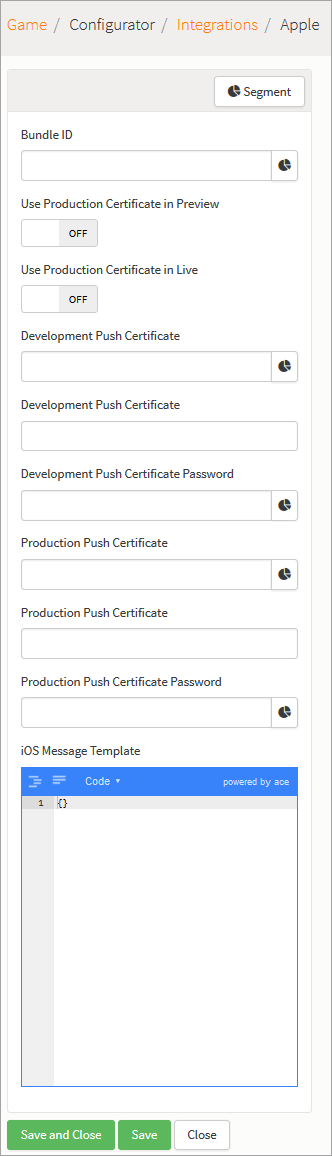 Game / Configurator / Integrations / Apple
Segment
Bundle ID
Use Production Certificate in Preview
OFF
Use Production Certificate in Live
OFF
Development Push Certificate
Development Push Certificate
Development Push Certificate Password
Production Push Certificate
Production Push Certificate
Production Push Certificate Password
iOS Message Template
Code ▾ powered by ace
1 {}
Save and Close Save Close